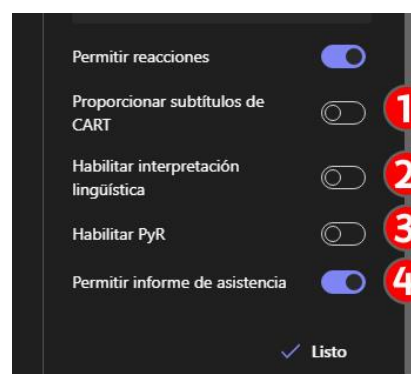 Permitir reacciones
Proporcionar subtítulos de
CART
1
Habilitar interpretación
lingüística
2
Habilitar PyR
3
Permitir informe de asistencia
4
Listo